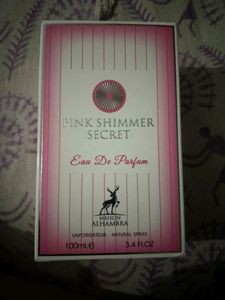 PINK SHIMMER
SECRET
Eau De Parfum
MAISON
ALHAMBRA
VAPORISATEUR - NATURAL SPRAY
100ml.e 3.4 FL.OZ